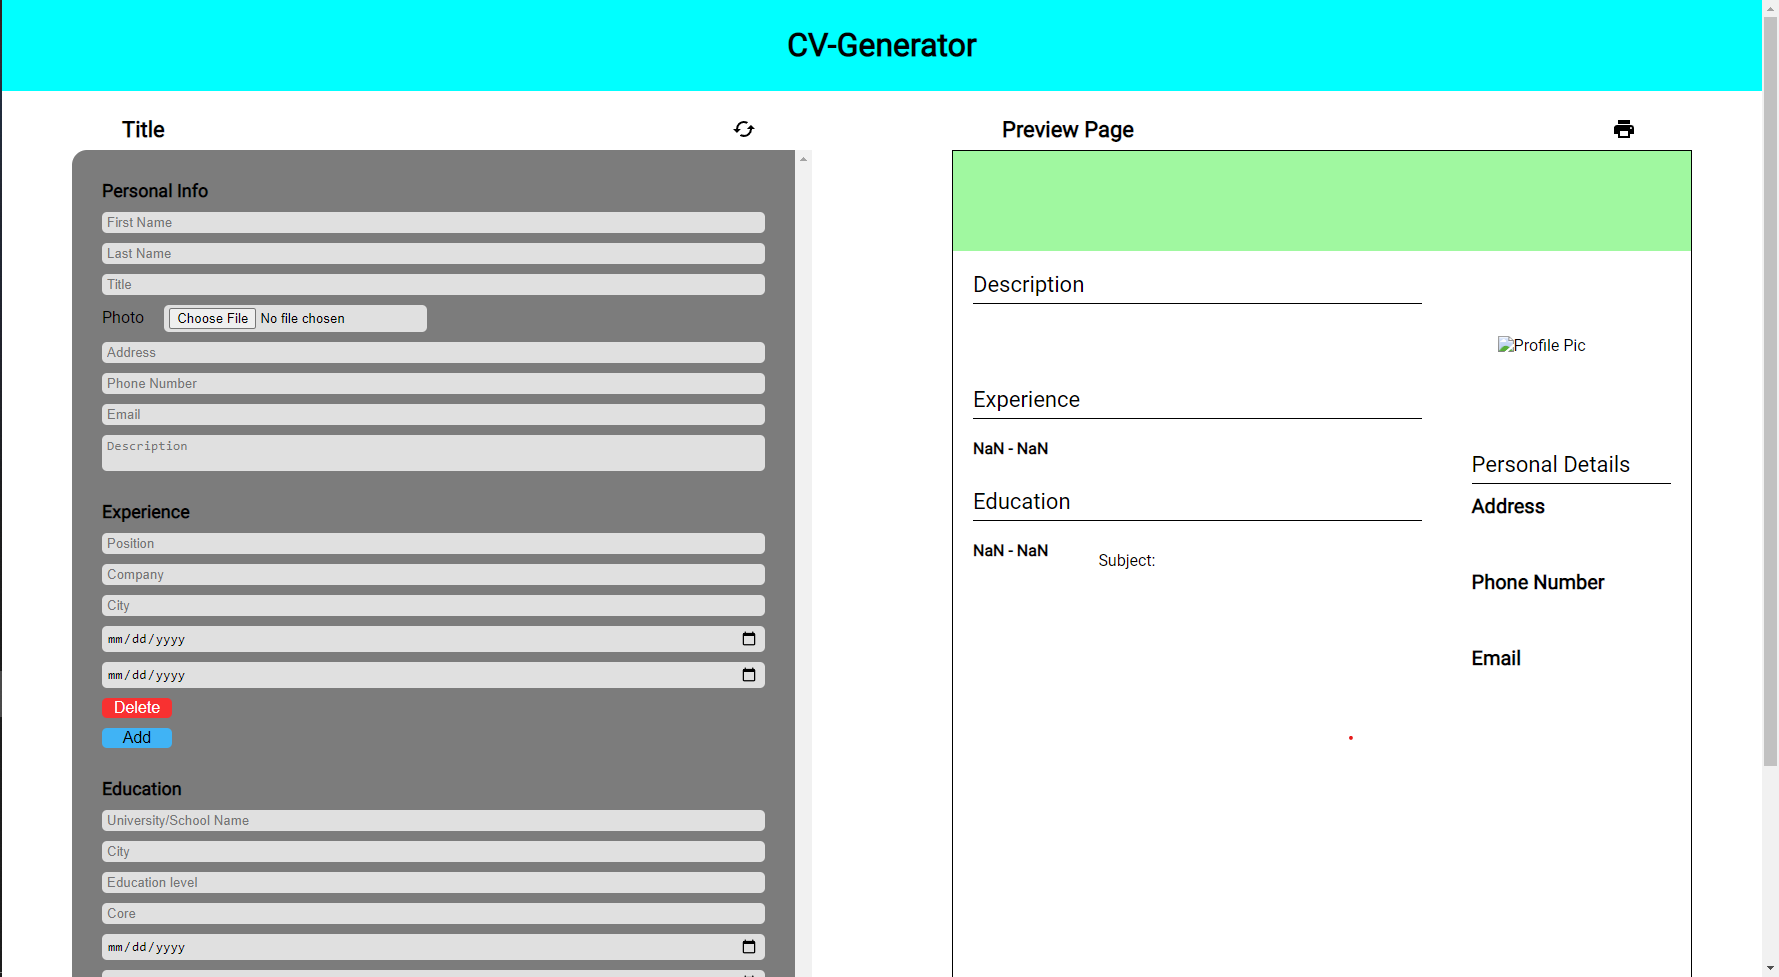 CV-Generator
Title
Personal Info
First Name
Last Name
Title
Photo Choose File No file chosen
Address
Phone Number
Email
Description
Experience
Position
Company
City
mm/dd/yyyy
mm/dd/yyyy
Delete
Add
Education
University/School Name
City
Education level
Core
mm/dd/yyyy
Preview Page
Description
Experience
NaN - NaN
Education
NaN - NaN Subject:
Profile Pic
Personal Details
Address
Phone Number
Email